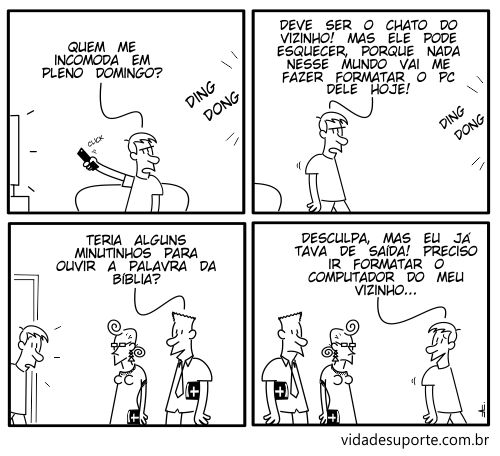 QUEM ME
INCOMODA EM
PLENO DOMINGO?
CLICK
DING
DONG
DEVE SER O CHATO DO
VIZINHO! MAS ELE PODE
ESQUECER, PORQUE NADA
NESSE MUNDO VAI ME
FAZER FORMATAR O PC
DELE HOJE!
DING
DONG
TERIA ALGUNS
MINUTINHOS PARA
OUVIR A PALAVRA DA
BÍBLIA?
DESCULPA, MAS EU JÁ
TAVA DE SAÍDA! PRECISO
IR FORMATAR O
COMPUTADOR DO MEU
VIZINHO...
vidadesuporte.com.br